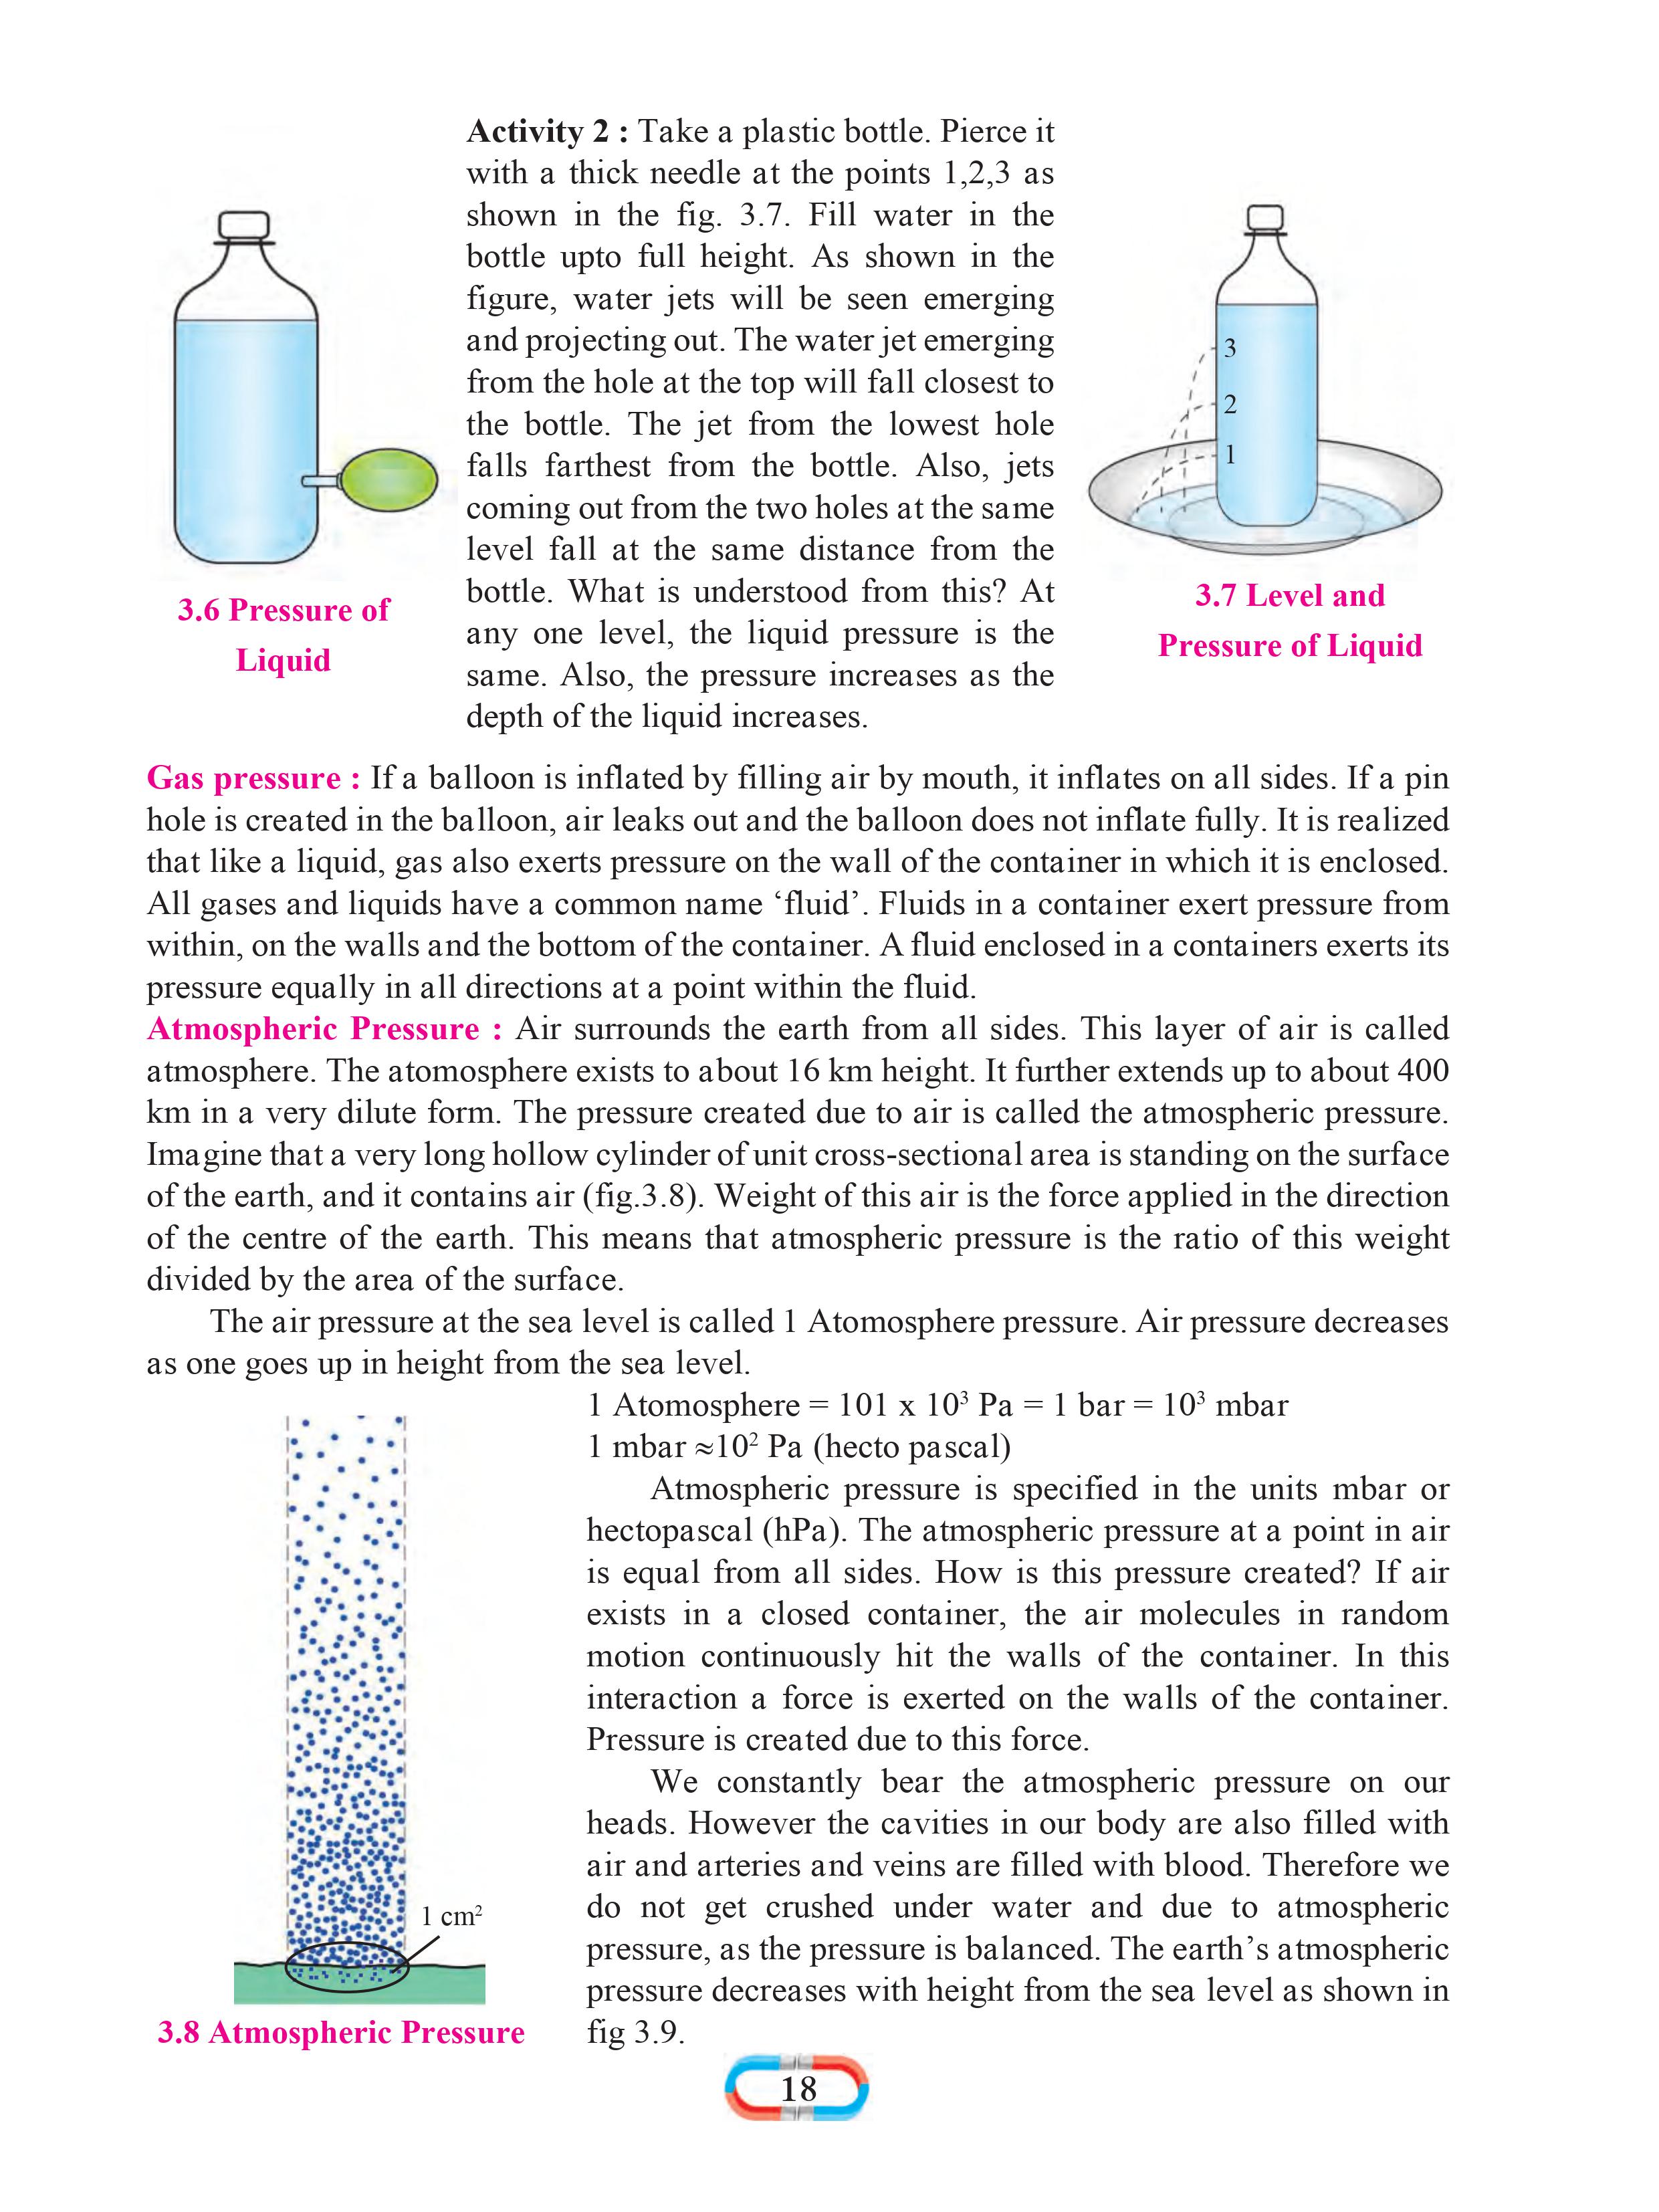 Activity 2 : Take a plastic bottle. Pierce it
with a thick needle at the points 1,2,3 as
shown in the fig. 3.7. Fill water in the
bottle upto full height. As shown in the
figure, water jets will be seen emerging
and projecting out. The water jet emerging
from the hole at the top will fall closest to
the bottle. The jet from the lowest hole
falls farthest from the bottle. Also, jets
coming out from the two holes at the same
level fall at the same distance from the
bottle. What is understood from this? At
any one level, the liquid pressure is the
same. Also, the pressure increases as the
depth of the liquid increases.
3.6 Pressure of
Liquid
3
2
1
3.7 Level and
Pressure of Liquid
Gas pressure : If a balloon is inflated by filling air by mouth, it inflates on all sides. If a pin
hole is created in the balloon, air leaks out and the balloon does not inflate fully. It is realized
that like a liquid, gas also exerts pressure on the wall of the container in which it is enclosed.
All gases and liquids have a common name ‘fluid’. Fluids in a container exert pressure from
within, on the walls and the bottom of the container. A fluid enclosed in a containers exerts its
pressure equally in all directions at a point within the fluid.
Atmospheric Pressure : Air surrounds the earth from all sides. This layer of air is called
atmosphere. The atomosphere exists to about 16 km height. It further extends up to about 400
km in a very dilute form. The pressure created due to air is called the atmospheric pressure.
Imagine that a very long hollow cylinder of unit cross-sectional area is standing on the surface
of the earth, and it contains air (fig.3.8). Weight of this air is the force applied in the direction
of the centre of the earth. This means that atmospheric pressure is the ratio of this weight
divided by the area of the surface.
The air pressure at the sea level is called 1 Atomosphere pressure. Air pressure decreases
as one goes up in height from the sea level.
1 Atomosphere = 101 x 10³ Pa = 1 bar = 10³ mbar
1 mbar ≈10² Pa (hecto pascal)
Atmospheric pressure is specified in the units mbar or
hectopascal (hPa). The atmospheric pressure at a point in air
is equal from all sides. How is this pressure created? If air
exists in a closed container, the air molecules in random
motion continuously hit the walls of the container. In this
interaction a force is exerted on the walls of the container.
Pressure is created due to this force.
We constantly bear the atmospheric pressure on our
heads. However the cavities in our body are also filled with
air and arteries and veins are filled with blood. Therefore we
do not get crushed under water and due to atmospheric
pressure, as the pressure is balanced. The earth’s atmospheric
pressure decreases with height from the sea level as shown in
fig 3.9.
1 cm²
3.8 Atmospheric Pressure
18